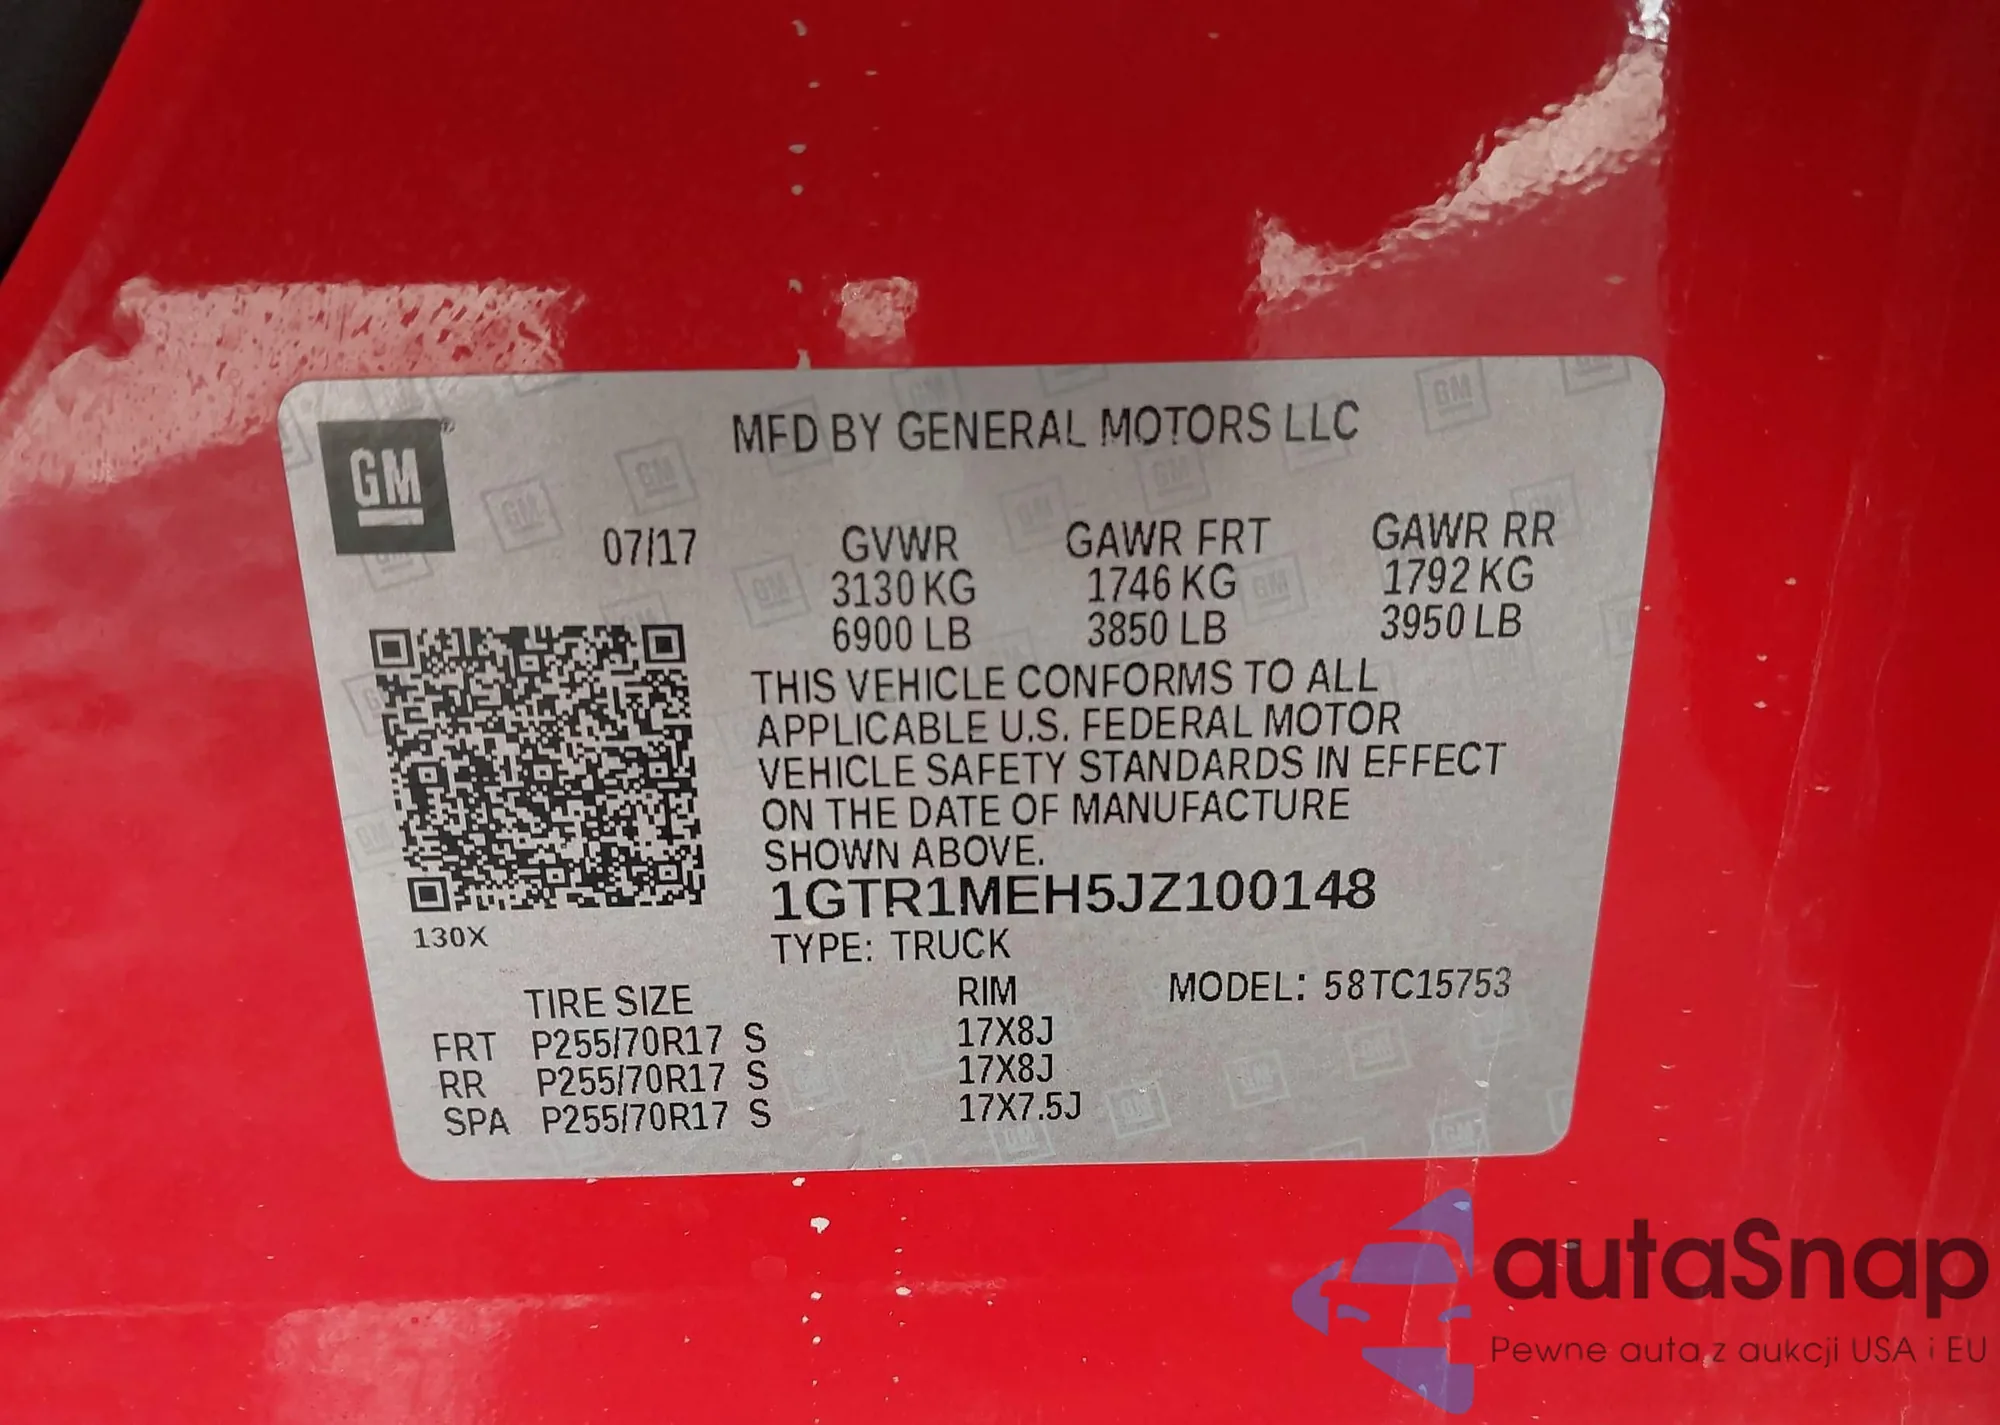 MFD BY GENERAL MOTORS LLC
GM
07/17 GVWR GAWR FRT GAWR RR
3130 KG 1746 KG 1792 KG
6900 LB 3850 LB 3950 LB
THIS VEHICLE CONFORMS TO ALL
APPLICABLE U.S. FEDERAL MOTOR
VEHICLE SAFETY STANDARDS IN EFFECT
ON THE DATE OF MANUFACTURE
SHOWN ABOVE.
1GTR1MEH5JZ100148
130X
TYPE: TRUCK
TIRE SIZE RIM MODEL: 58TC15753
FRT P255/70R17 S 17X8J
RR P255/70R17 S 17X8J
SPA P255/70R17 S 17X7.5J
autaSnap
Pewne auta z aukcji USA i EU